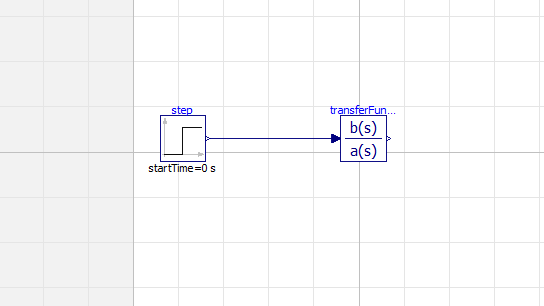 step
transferFun...
b(s)
a(s)
startTime=0 s